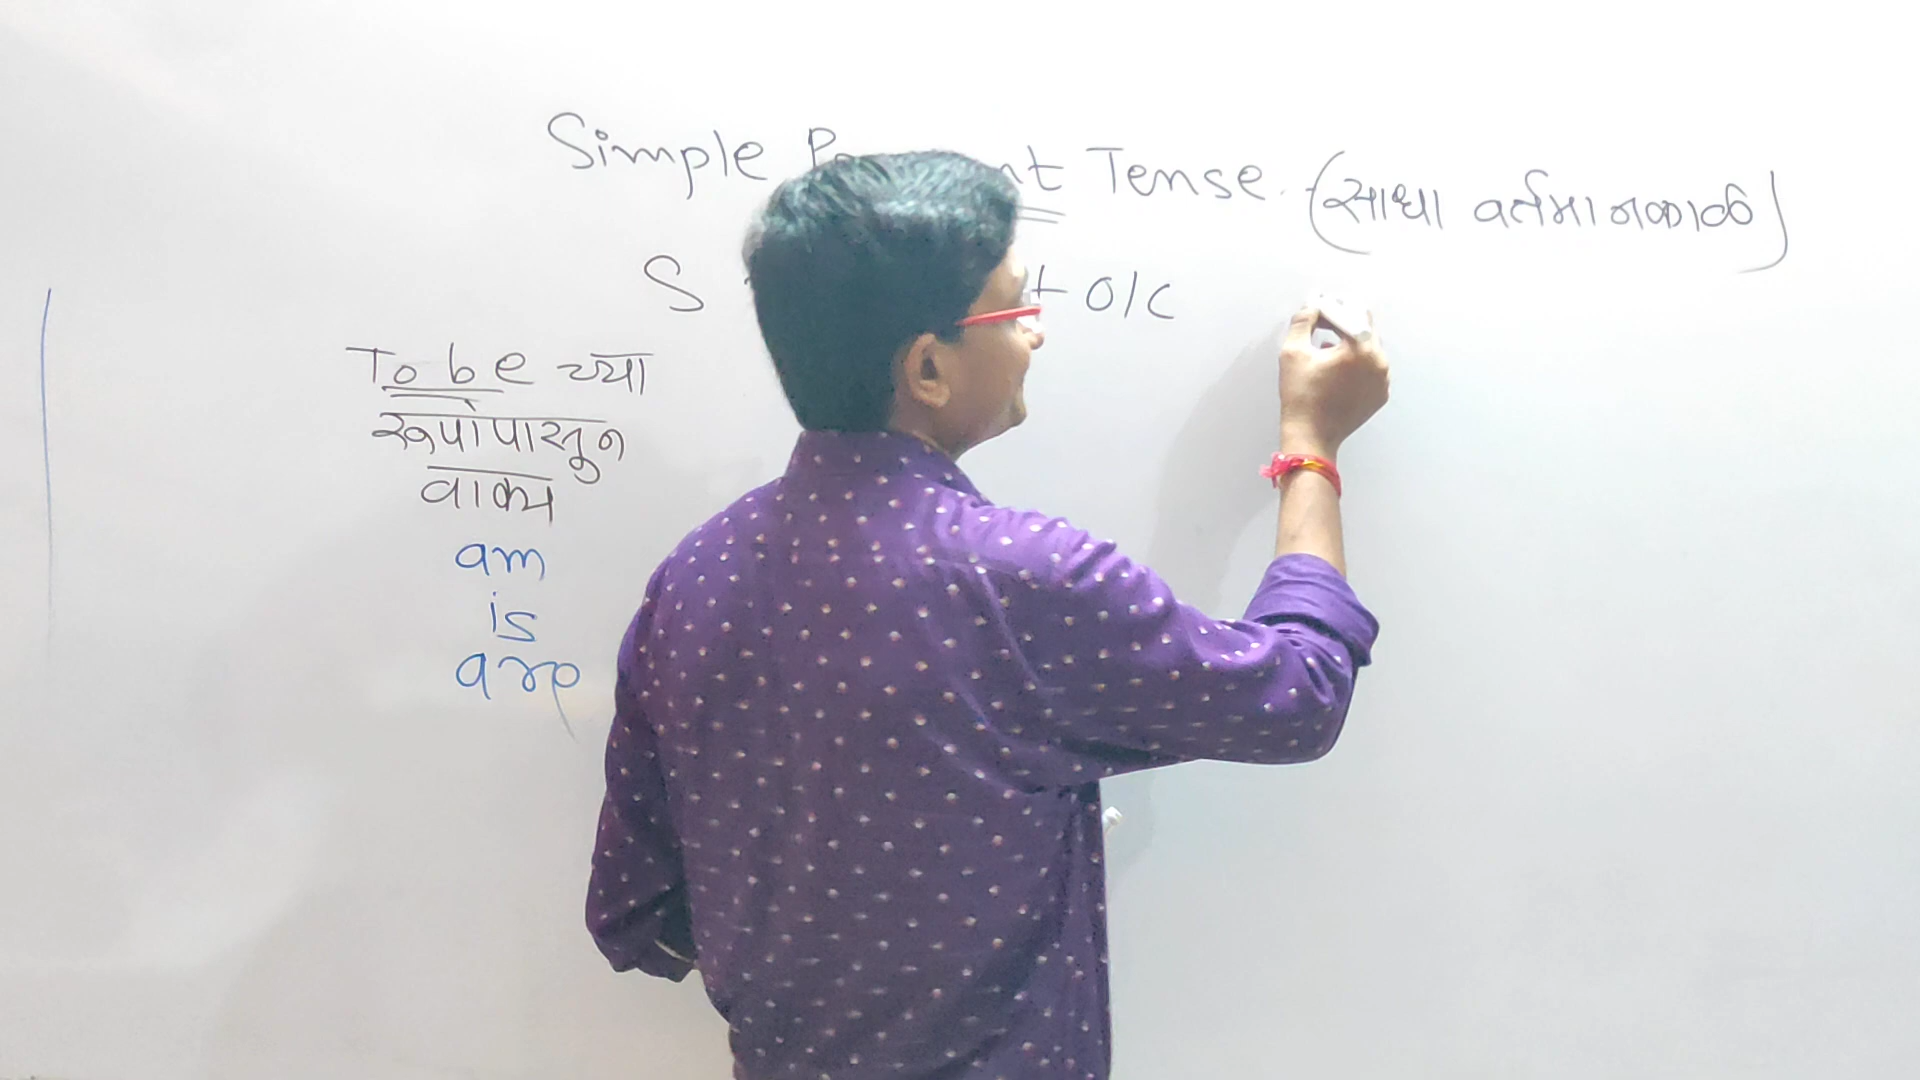 Simple Tense. (साधा वर्तमानकाळ)
S + O/C
To be च्या
रूपांपासून
वाक्य
am
is
are